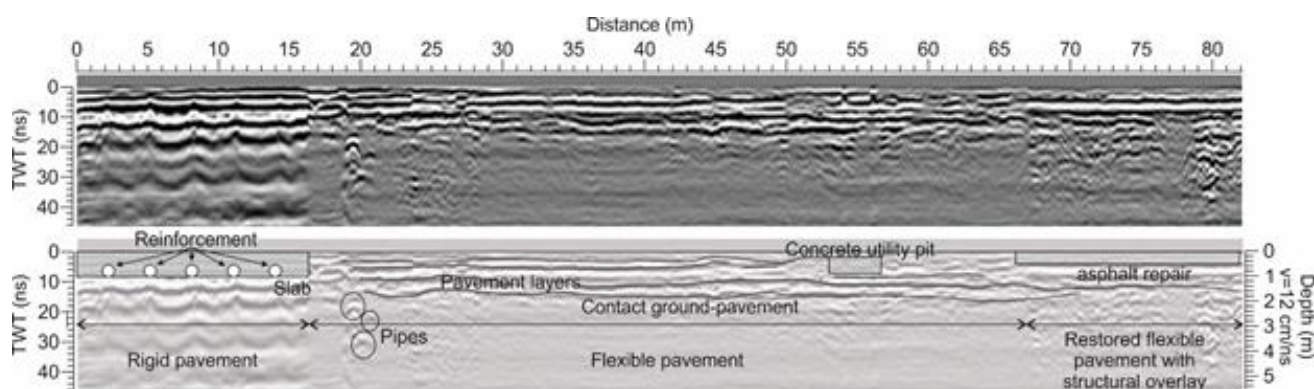 Distance (m)
0 5 10 15 20 25 30 35 40 45 50 55 60 65 70 75 80
TWT (ns)
0
10
20
30
40
Reinforcement
Concrete utility pit
Slab
Pavement layers
asphalt repair
Contact ground-pavement
Pipes
Rigid pavement
Flexible pavement
Restored flexible
pavement with
structural overlay
TWT (ns)
0
10
20
30
40
0
1
2
3
4
5
v=12 cm/ns
Depth (m)